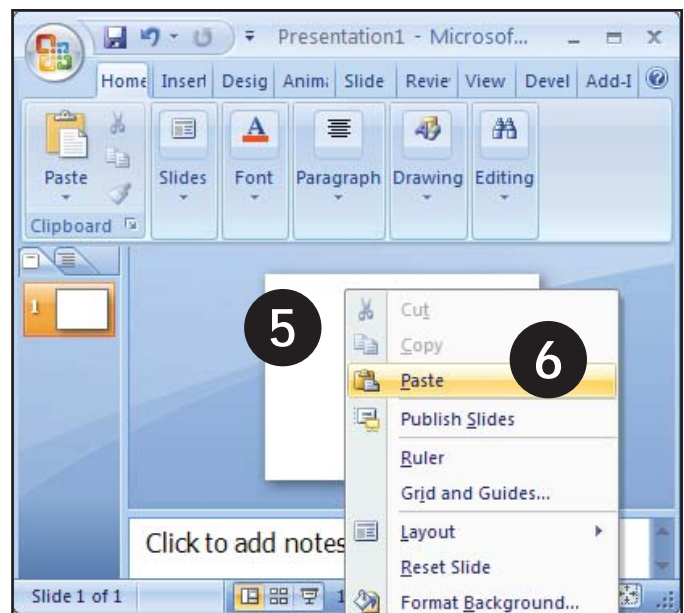 Presentation1 - Microsof...
Home Insert Desig Anima Slide Revie View Devel Add-I
Paste Slides Font Paragraph Drawing Editing
Clipboard
1
5
Cut
Copy
6
Paste
Publish Slides
Ruler
Grid and Guides...
Layout
Reset Slide
Format Background...
Click to add notes
Slide 1 of 1